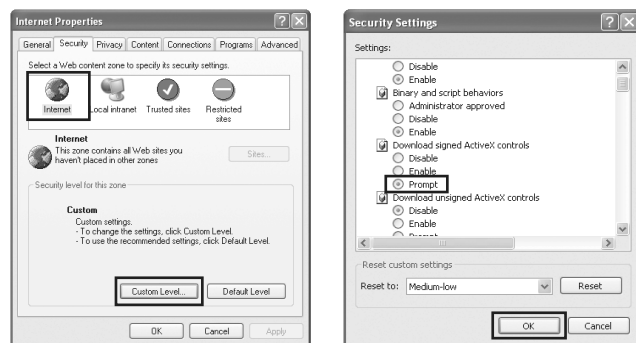 Internet Properties
General Security Privacy Content Connections Programs Advanced
Select a Web content zone to specify its security settings.
Internet
Local intranet
Trusted sites
Restricted
sites
Internet
This zone contains all Web sites you
haven't placed in other zones
Sites...
Security level for this zone
Custom
Custom settings.
- To change the settings, click Custom Level.
- To use the recommended settings, click Default Level.
Custom Level... Default Level
OK Cancel Apply
Security Settings
Settings:
Disable
Enable
Binary and script behaviors
Administrator approved
Disable
Enable
Download signed ActiveX controls
Disable
Enable
Prompt
Download unsigned ActiveX controls
Disable
Enable
Prompt
Reset custom settings
Reset to: Medium-low Reset
OK Cancel